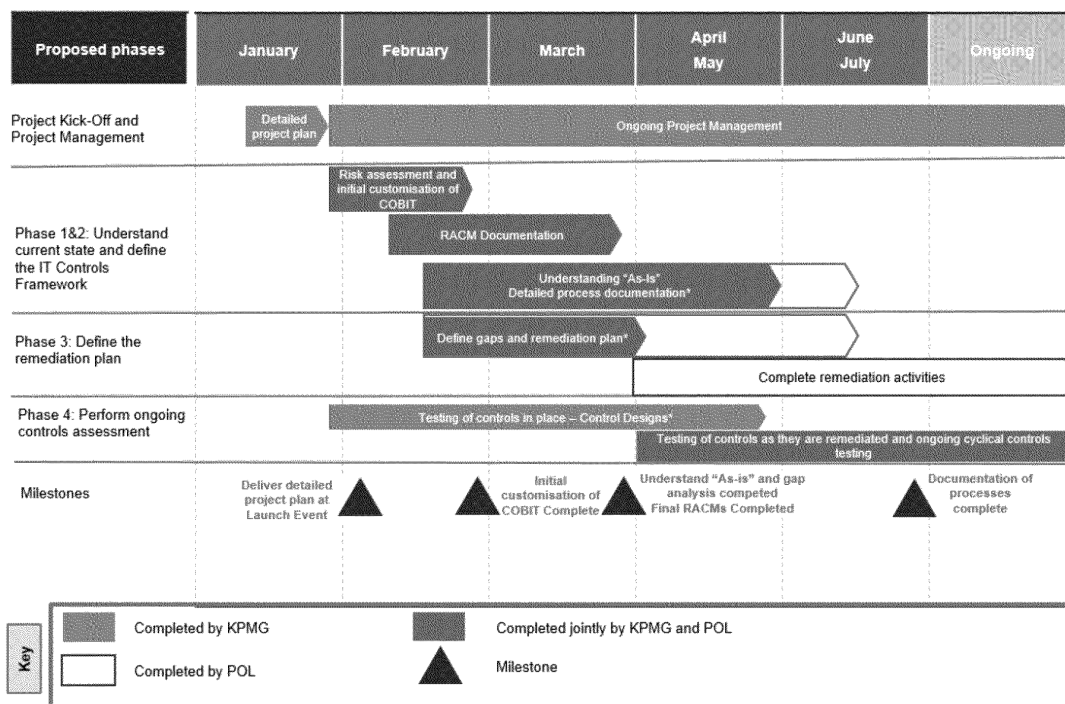 Proposed phases
January
February
March
April
May
June
July
Ongoing
Project Kick-Off and
Project Management
Detailed
project plan
Ongoing Project Management
Phase 1&2: Understand
current state and define
the IT Controls
Framework
Risk assessment and
initial customisation of
COBIT
RACM Documentation
Understanding "As-Is"
Detailed process documentation*
Phase 3: Define the
remediation plan
Define gaps and remediation plan*
Complete remediation activities
Phase 4: Perform ongoing
controls assessment
Testing of controls in place – Control Designs*
Testing of controls as they are remediated and ongoing cyclical controls
testing
Milestones
Deliver detailed
project plan at
Launch Event
Initial
customisation of
COBIT Complete
Understand "As-is" and gap
analysis competed
Final RACMs Completed
Documentation of
processes
complete
Key
Completed by KPMG
Completed jointly by KPMG and POL
Completed by POL
Milestone